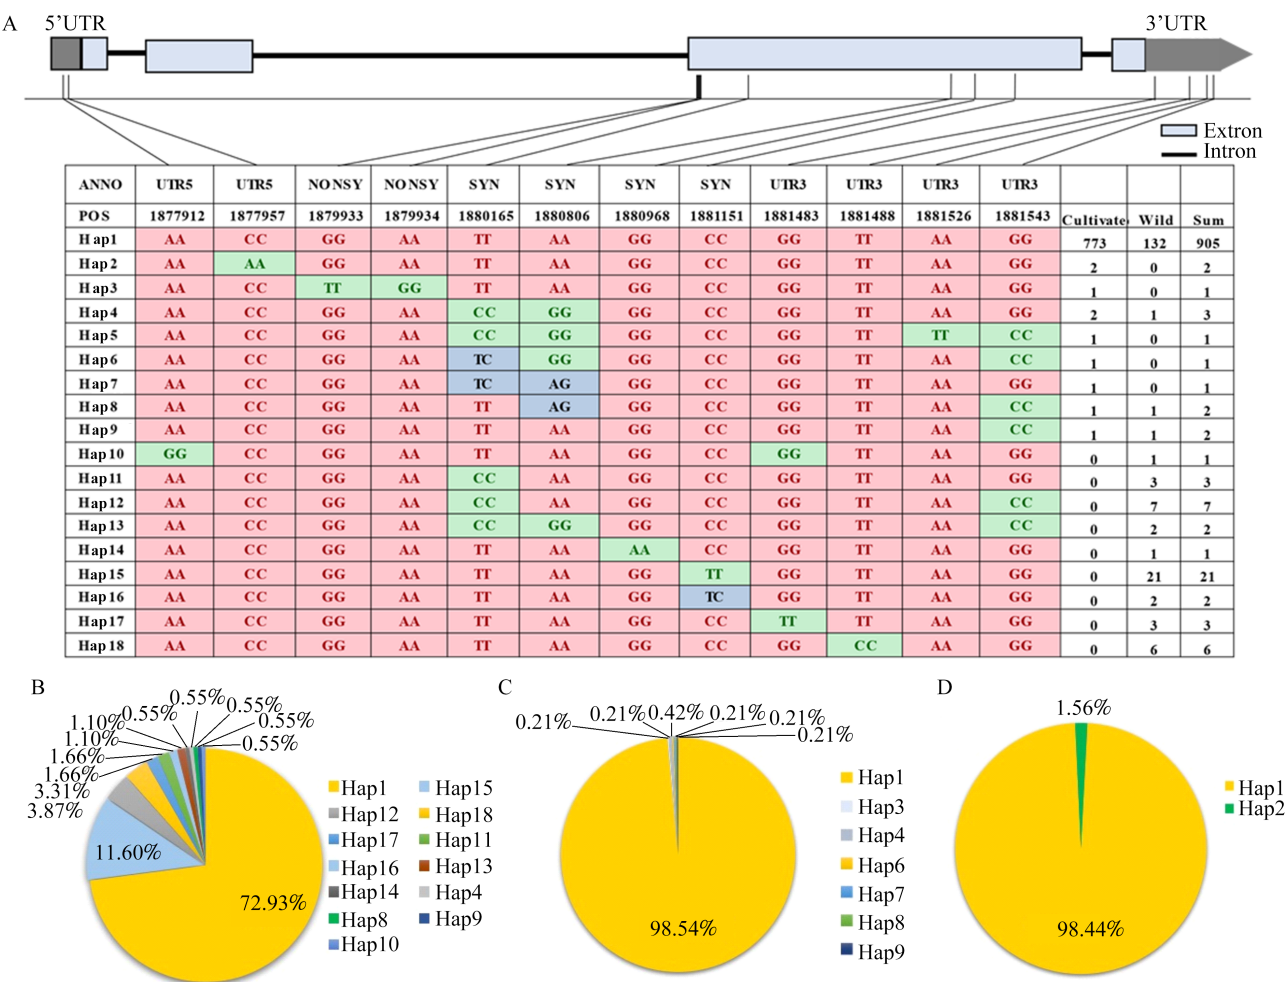 A
5’UTR
3’UTR
Extron
Intron
ANNO UTR5 UTR5 NONSY NONSY SYN SYN SYN SYN UTR3 UTR3 UTR3 UTR3
POS 1877912 1877957 1879933 1879934 1880165 1880806 1880968 1881151 1881483 1881488 1881526 1881543 Cultivate Wild Sum
Hap1 AA CC GG AA TT AA GG CC GG TT AA GG 773 132 905
Hap2 AA AA GG AA TT AA GG CC GG TT AA GG 2 0 2
Hap3 AA CC TT GG TT AA GG CC GG TT AA GG 1 0 1
Hap4 AA CC GG AA CC GG GG CC GG TT AA GG 2 1 3
Hap5 AA CC GG AA CC GG GG CC GG TT TT CC 1 0 1
Hap6 AA CC GG AA TC GG GG CC GG TT AA CC 1 0 1
Hap7 AA CC GG AA TC AG GG CC GG TT AA GG 1 0 1
Hap8 AA CC GG AA TT AG GG CC GG TT AA CC 1 1 2
Hap9 AA CC GG AA TT AA GG CC GG TT AA CC 1 1 2
Hap10 GG CC GG AA TT AA GG CC GG TT AA GG 0 1 1
Hap11 AA CC GG AA CC AA GG CC GG TT AA GG 0 3 3
Hap12 AA CC GG AA CC AA GG CC GG TT AA CC 0 7 7
Hap13 AA CC GG AA CC GG GG CC GG TT AA CC 0 2 2
Hap14 AA CC GG AA TT AA AA CC GG TT AA GG 0 1 1
Hap15 AA CC GG AA TT AA GG TT GG TT AA GG 0 21 21
Hap16 AA CC GG AA TT AA GG TC GG TT AA GG 0 2 2
Hap17 AA CC GG AA TT AA GG CC TT TT AA GG 0 3 3
Hap18 AA CC GG AA TT AA GG CC GG CC AA GG 0 6 6
B
0.55%
0.55%
0.55%
1.10%
0.55%
1.10%
0.55%
1.66%
1.66%
3.31%
3.87%
11.60%
72.93%
Hap1 Hap15
Hap12 Hap18
Hap17 Hap11
Hap16 Hap13
Hap14 Hap4
Hap8 Hap9
Hap10
C
0.21% 0.21% 0.42% 0.21% 0.21%
0.21%
98.54%
Hap1
Hap3
Hap4
Hap6
Hap7
Hap8
Hap9
D
1.56%
98.44%
Hap1
Hap2